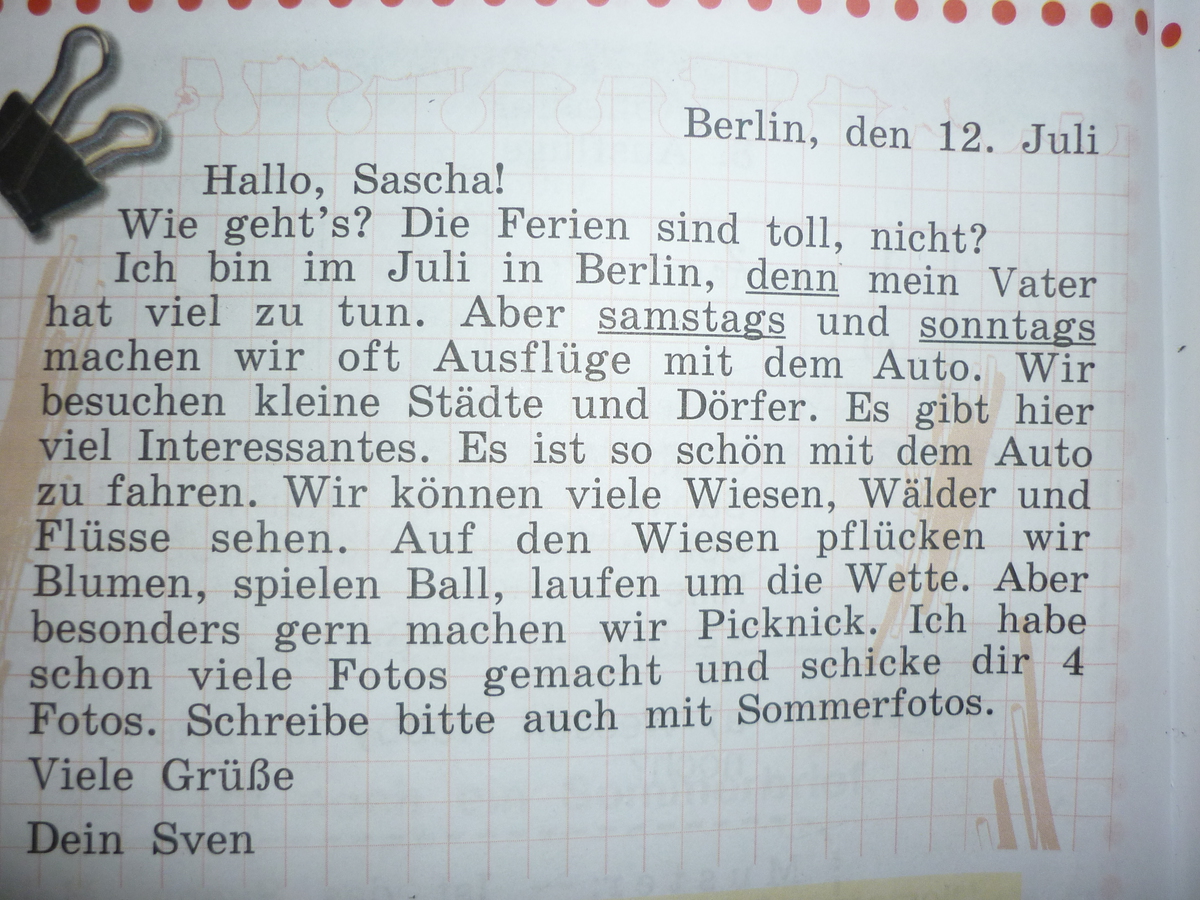 Berlin, den 12. Juli
Hallo, Sascha!
Wie geht's? Die Ferien sind toll, nicht?
Ich bin im Juli in Berlin, denn mein Vater
hat viel zu tun. Aber samstags und sonntags
machen wir oft Ausflüge mit dem Auto. Wir
besuchen kleine Städte und Dörfer. Es gibt hier
viel Interessantes. Es ist so schön mit dem Auto
zu fahren. Wir können viele Wiesen, Wälder und
Flüsse sehen. Auf den Wiesen pflücken wir
Blumen, spielen Ball, laufen um die Wette. Aber
besonders gern machen wir Picknick. Ich habe
schon viele Fotos gemacht und schicke dir 4
Fotos. Schreibe bitte auch mit Sommerfotos.
Viele Grüße
Dein Sven